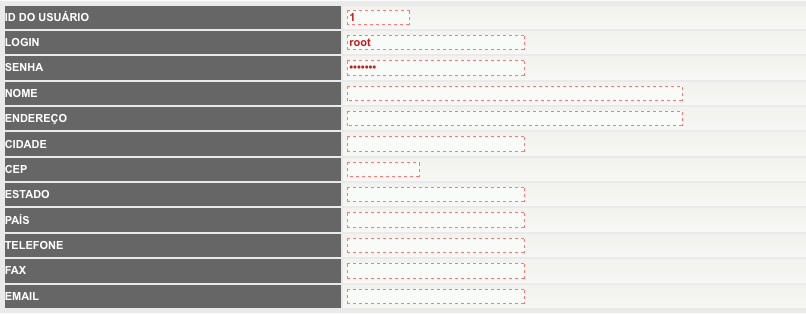 ID DO USUÁRIO 1
LOGIN root
SENHA •••••••
NOME
ENDEREÇO
CIDADE
CEP
ESTADO
PAÍS
TELEFONE
FAX
EMAIL